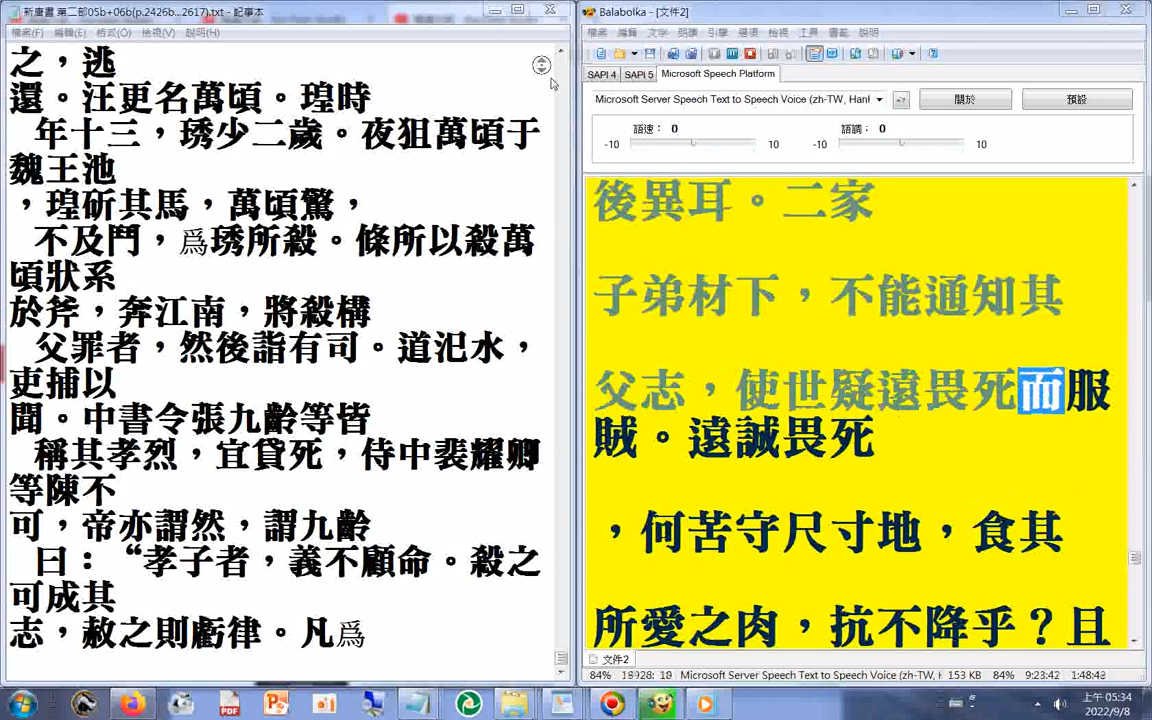 新唐書 第二部05b+06b(p.2426b...2617).txt - 記事本
檔案(F) 編輯(E) 格式(O) 檢視(V) 說明(H)
之，逃
還。汪更名萬頃。瑝時
年十三，琇少二歲。夜狙萬頃于
魏王池
，瑝斫其馬，萬頃驚，
不及鬥，爲琇所殺。條所以殺萬
頃狀系
於斧，奔江南，將殺構
父罪者，然後詣有司。道汜水，
吏捕以
聞。中書令張九齡等皆
稱其孝烈，宜貸死，侍中裴耀卿
等陳不
可，帝亦謂然，謂九齡
曰：“孝子者，義不顧命。殺之
可成其
志，赦之則虧律。凡爲
Balabolka - [文件2]
檔案 編輯 文字 朗讀 引擎 選項 檢視 工具 書籤 說明
SAPI 4 SAPI 5 Microsoft Speech Platform
Microsoft Server Speech Text to Speech Voice (zh-TW, Hanl
關於 預設
語速： 0 語調： 0
-10 10 -10 10
後異耳。二家
子弟材下，不能通知其
父志，使世疑遠畏死而服
賊。遠誠畏死
，何苦守尺寸地，食其
所愛之肉，抗不降乎？且
文件2
84% 18928: 18 Microsoft Server Speech Text to Speech Voice (zh-TW, Han 153 KB 84% 9:23:42 1:48:43
上午 05:34
2022/9/8